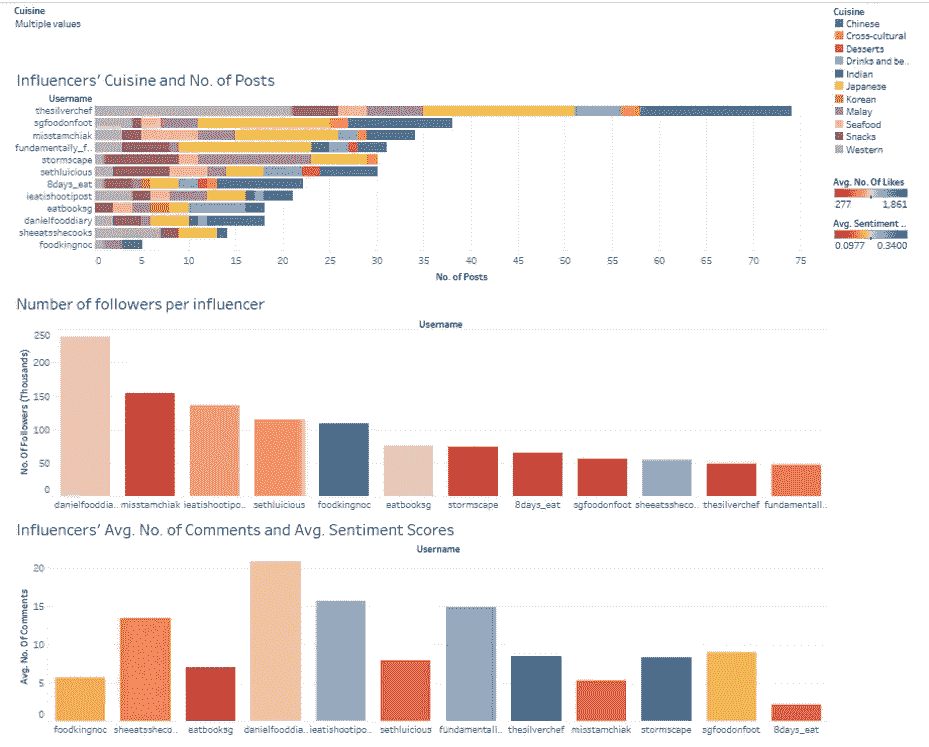 Cuisine
Multiple values
Cuisine
Chinese
Cross-cultural
Desserts
Drinks and be..
Indian
Japanese
Korean
Malay
Seafood
Snacks
Western
Avg. No. Of Likes
277 1,861
Avg. Sentiment ..
0.0977 0.3400
Influencers' Cuisine and No. of Posts
Username
thesilverchef
sgfoodonfoot
misstamchiak
fundamentally_f..
stormscape
sethluicious
8days_eat
ieatishootipost
eatbooksg
danielfooddiary
sheeatsshecooks
foodkingnoc
0 5 10 15 20 25 30 35 40 45 50 55 60 65 70 75
No. of Posts
Number of followers per influencer
Username
No. Of Followers (Thousands)
250
200
150
100
50
0
danielfooddia.. misstamchiak ieatishootipo.. sethluicious foodkingnoc eatbooksg stormscape 8days_eat sgfoodonfoot sheeatssheco.. thesilverchef fundamentall..
Influencers' Avg. No. of Comments and Avg. Sentiment Scores
Username
Avg. No. Of Comments
20
15
10
5
0
foodkingnoc sheeatssheco.. eatbooksg danielfooddia.. ieatishootipo.. sethluicious fundamentall.. thesilverchef misstamchiak stormscape sgfoodonfoot 8days_eat